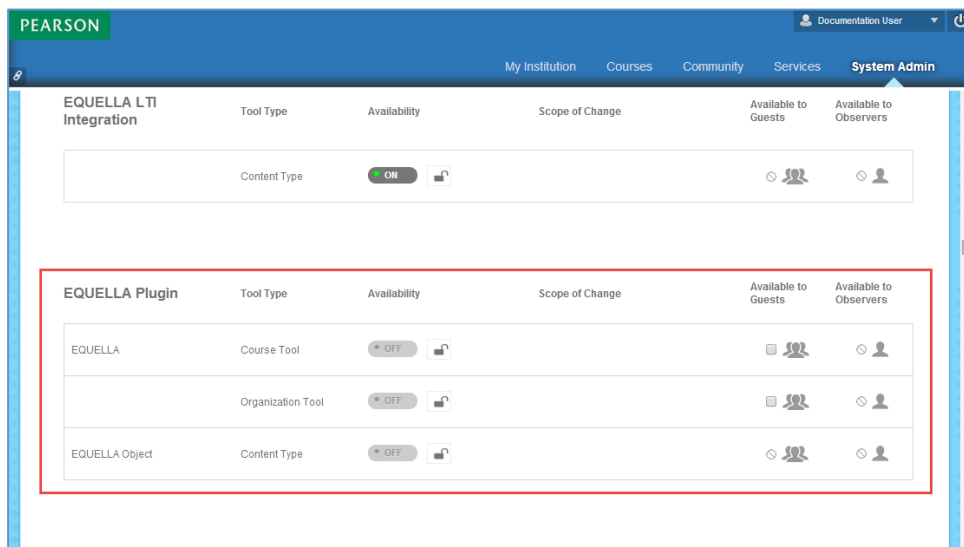 PEARSON
Documentation User
My Institution Courses Community Services System Admin
EQUELLA LTI Integration Tool Type Availability Scope of Change Available to Guests Available to Observers
Content Type ON
EQUELLA Plugin Tool Type Availability Scope of Change Available to Guests Available to Observers
EQUELLA Course Tool OFF
Organization Tool OFF
EQUELLA Object Content Type OFF